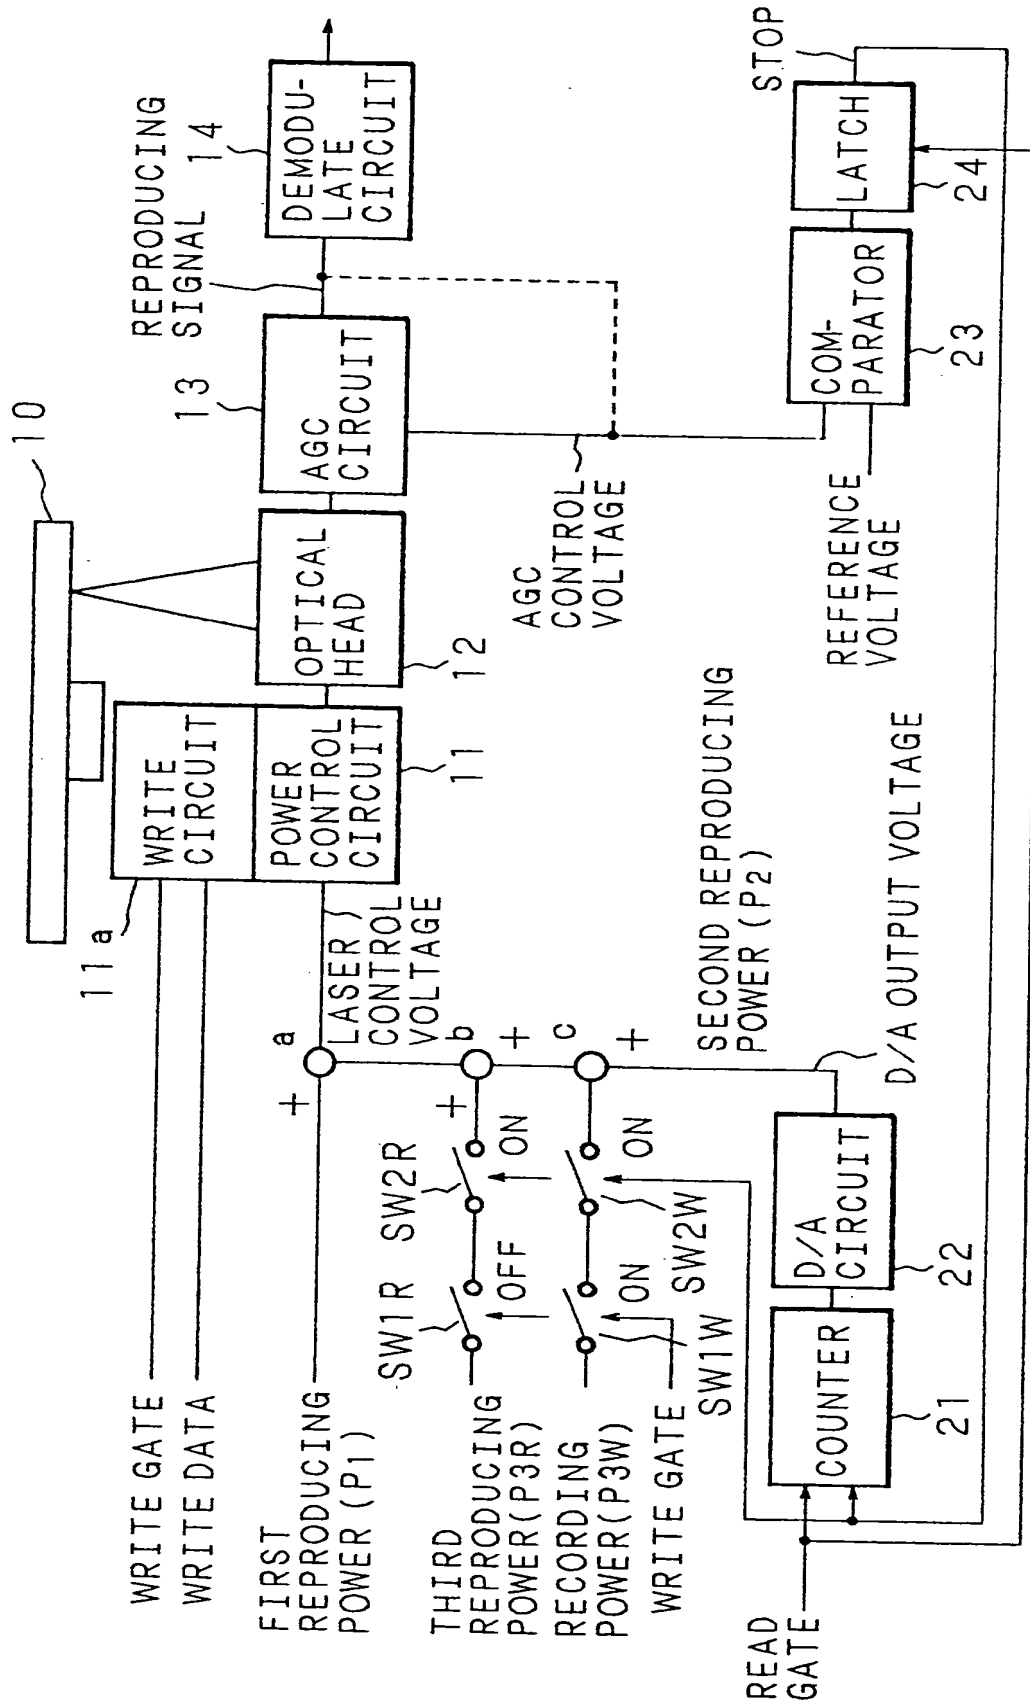 10
WRITE GATE
WRITE DATA
11a
WRITE
CIRCUIT
POWER
CONTROL
CIRCUIT
11
OPTICAL
HEAD
12
13
AGC
CIRCUIT
REPRODUCING
SIGNAL
14
DEMODU-
LATE
CIRCUIT
FIRST
REPRODUCING
POWER (P1)
+
a
LASER
CONTROL
VOLTAGE
THIRD
REPRODUCING
POWER(P3R)
SW1R
OFF
SW2R
ON
+
b
+
RECORDING
POWER(P3W)
WRITE GATE
SW1W
ON
SW2W
ON
c
+
SECOND REPRODUCING
POWER (P2)
D/A OUTPUT VOLTAGE
AGC
CONTROL
VOLTAGE
REFERENCE
VOLTAGE
COM-
PARATOR
23
LATCH
24
STOP
READ
GATE
COUNTER
21
D/A
CIRCUIT
22